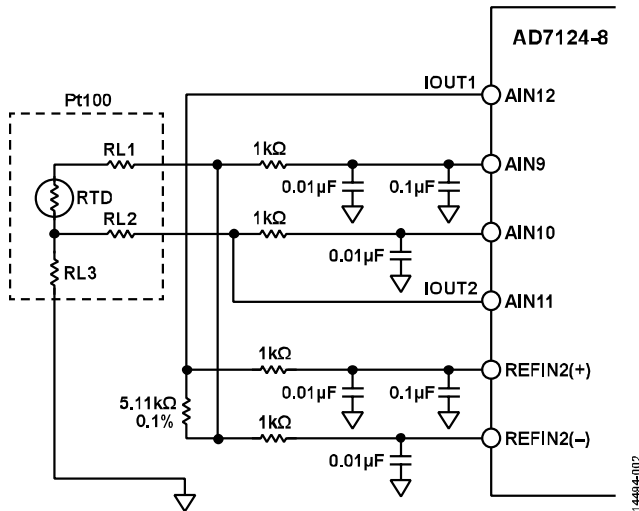 AD7124-8
IOUT1
AIN12
Pt100
RL1
1kΩ
AIN9
0.01µF
0.1µF
RTD
RL2
1kΩ
AIN10
0.01µF
RL3
IOUT2
AIN11
1kΩ
REFIN2(+)
0.01µF
0.1µF
5.11kΩ
0.1%
1kΩ
REFIN2(–)
0.01µF
14494-002